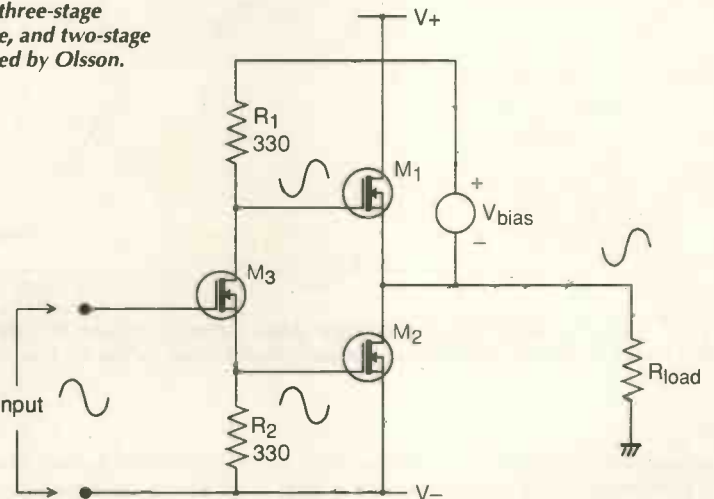 three-stage
e, and two-stage
ed by Olsson.
V+
R1
330
M1
+
Vbias
−
M3
M2
Rload
nput
R2
330
V−